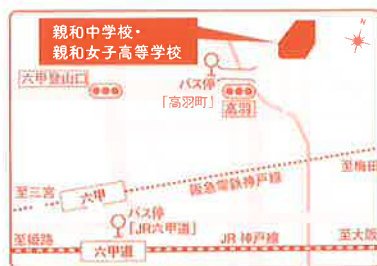 親和中学校・
親和女子高等学校
N
六甲登山口
バス停
「高羽町」
高羽
至三宮
六甲
阪急電鉄神戸線
至梅田
バス停
「JR六甲道」
至姫路
六甲道
JR 神戸線
至大阪